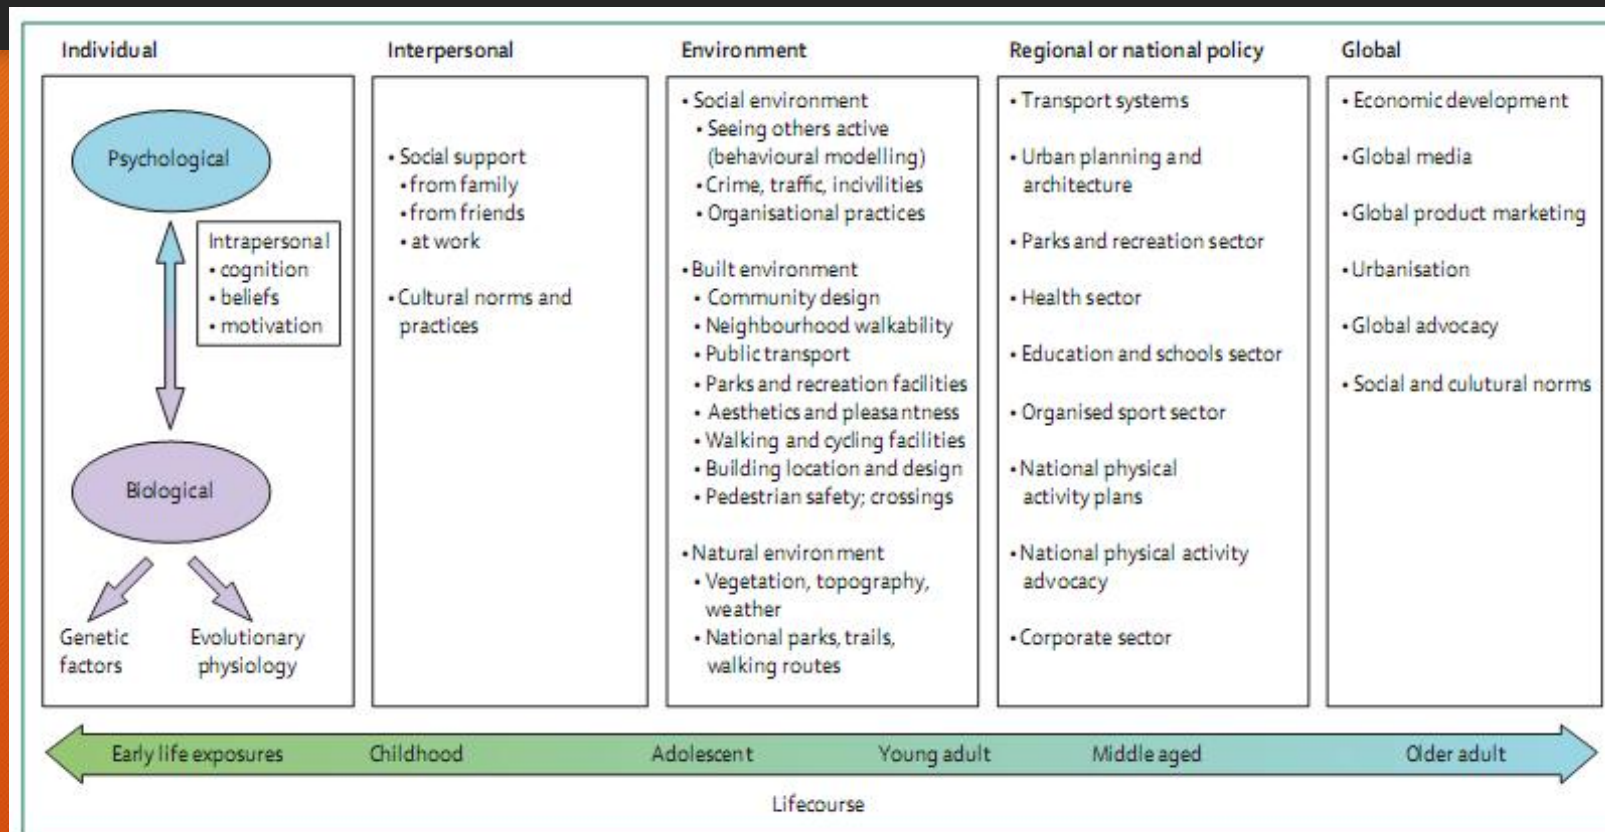 Individual
Psychological
Intrapersonal
• cognition
• beliefs
• motivation
Biological
Genetic
factors
Evolutionary
physiology
Interpersonal
• Social support
• from family
• from friends
• at work
• Cultural norms and
practices
Environment
• Social environment
• Seeing others active
(behavioural modelling)
• Crime, traffic, incivilities
• Organisational practices
• Built environment
• Community design
• Neighbourhood walkability
• Public transport
• Parks and recreation facilities
• Aesthetics and pleasantness
• Walking and cycling facilities
• Building location and design
• Pedestrian safety; crossings
• Natural environment
• Vegetation, topography,
weather
• National parks, trails,
walking routes
Regional or national policy
• Transport systems
• Urban planning and
architecture
• Parks and recreation sector
• Health sector
• Education and schools sector
• Organised sport sector
• National physical
activity plans
• National physical activity
advocacy
• Corporate sector
Global
• Economic development
• Global media
• Global product marketing
• Urbanisation
• Global advocacy
• Social and culutural norms
Early life exposures Childhood Adolescent Young adult Middle aged Older adult
Lifecourse